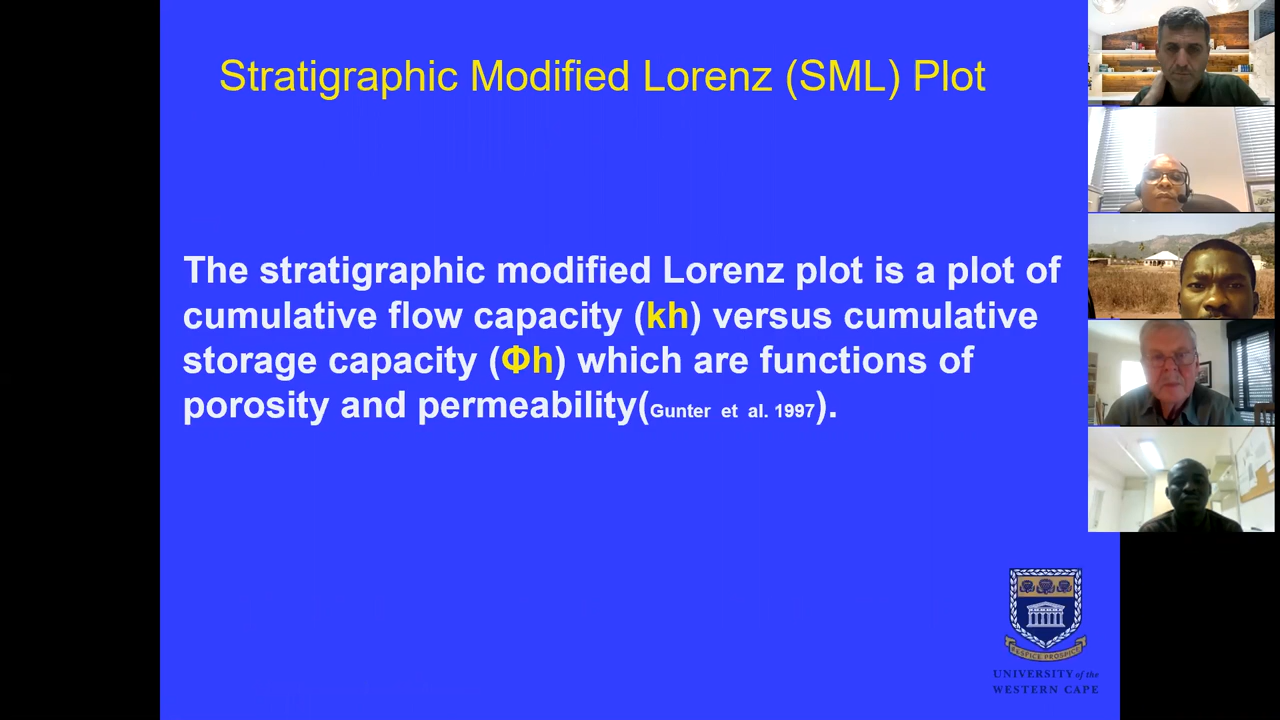 Stratigraphic Modified Lorenz (SML) Plot
The stratigraphic modified Lorenz plot is a plot of
cumulative flow capacity (kh) versus cumulative
storage capacity (Φh) which are functions of
porosity and permeability(Gunter et al. 1997).
RESPICE PROSPICE
UNIVERSITY of the
WESTERN CAPE